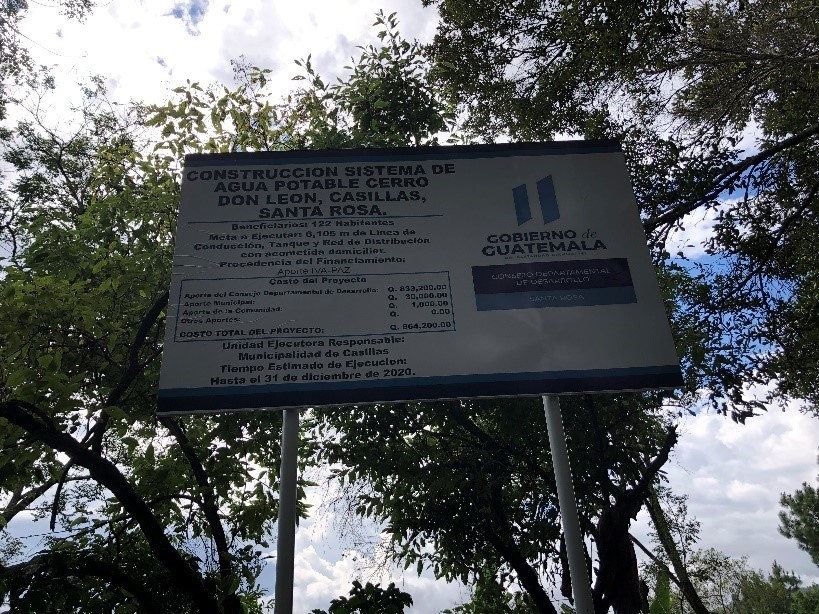 CONSTRUCCION SISTEMA DE
AGUA POTABLE CERRO
DON LEON, CASILLAS,
SANTA ROSA.
Beneficiarios: 122 Habitantes
Meta a Ejecutar: 6,105 m de Linea de
Conducción, Tanque y Red de Distribucion
con acometida domiciliar.
Procedencia del Financiamiento:
Aporte IVA-PAZ
Costo del Proyecto
Aporte del Consejo Departamental de Desarrollo: Q. 833,200.00
Aporte Municipal: Q. 30,000.00
Aporte de la Comunidad: Q. 1,000.00
Otros Aportes: Q. 0.00
COSTO TOTAL DEL PROYECTO: Q. 864,200.00
Unidad Ejecutora Responsable:
Municipalidad de Casillas
Tiempo Estimado de Ejecucion:
Hasta el 31 de diciembre de 2020.
GOBIERNO de
GUATEMALA
CONSEJO DEPARTAMENTAL
DE DESARROLLO
SANTA ROSA